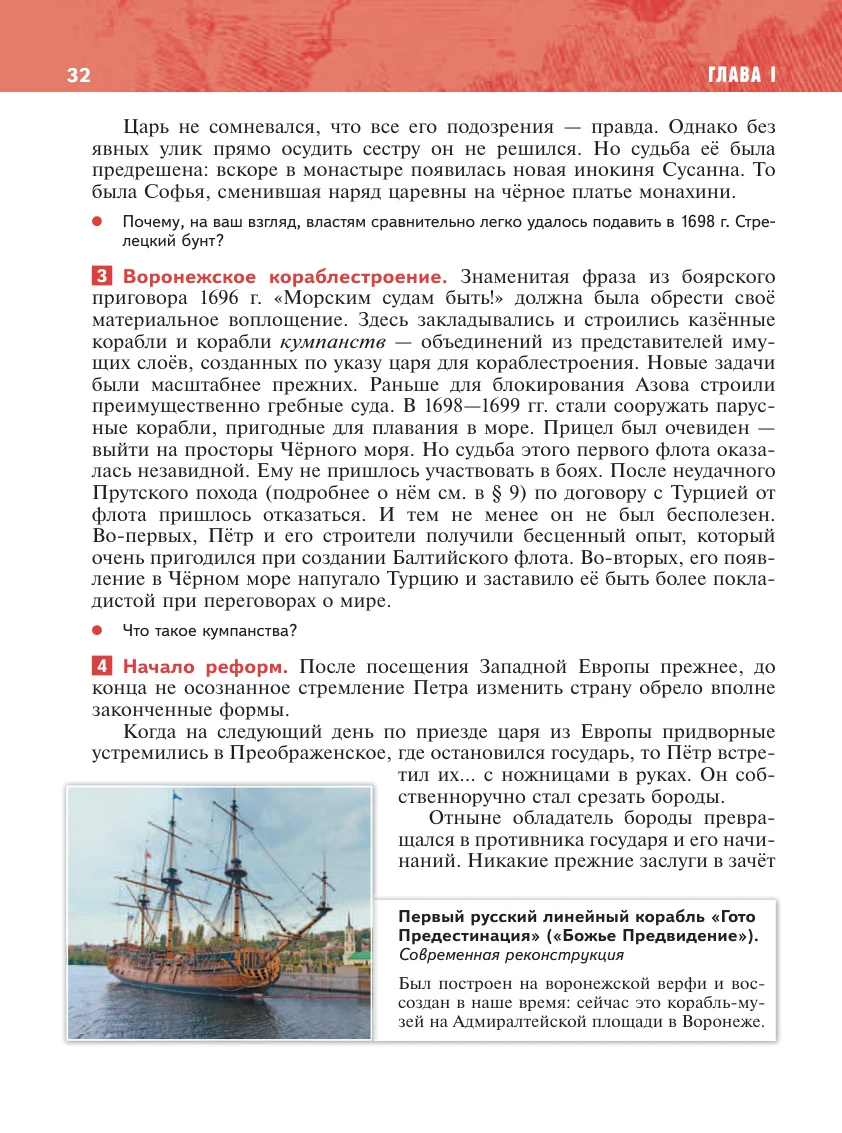 32
ГЛАВА I
Царь не сомневался, что все его подозрения — правда. Однако без
явных улик прямо осудить сестру он не решился. Но судьба её была
предрешена: вскоре в монастыре появилась новая инокиня Сусанна. То
была Софья, сменившая наряд царевны на чёрное платье монахини.
● Почему, на ваш взгляд, властям сравнительно легко удалось подавить в 1698 г. Стре-
лецкий бунт?
3 Воронежское кораблестроение. Знаменитая фраза из боярского
приговора 1696 г. «Морским судам быть!» должна была обрести своё
материальное воплощение. Здесь закладывались и строились казённые
корабли и корабли кумпанств — объединений из представителей иму-
щих слоёв, созданных по указу царя для кораблестроения. Новые задачи
были масштабнее прежних. Раньше для блокирования Азова строили
преимущественно гребные суда. В 1698—1699 гг. стали сооружать парус-
ные корабли, пригодные для плавания в море. Прицел был очевиден —
выйти на просторы Чёрного моря. Но судьба этого первого флота оказа-
лась незавидной. Ему не пришлось участвовать в боях. После неудачного
Прутского похода (подробнее о нём см. в § 9) по договору с Турцией от
флота пришлось отказаться. И тем не менее он не был бесполезен.
Во-первых, Пётр и его строители получили бесценный опыт, который
очень пригодился при создании Балтийского флота. Во-вторых, его появ-
ление в Чёрном море напугало Турцию и заставило её быть более покла-
дистой при переговорах о мире.
● Что такое кумпанства?
4 Начало реформ. После посещения Западной Европы прежнее, до
конца не осознанное стремление Петра изменить страну обрело вполне
законченные формы.
Когда на следующий день по приезде царя из Европы придворные
устремились в Преображенское, где остановился государь, то Пётр встре-
тил их... с ножницами в руках. Он соб-
ственноручно стал срезать бороды.
Отныне обладатель бороды превра-
щался в противника государя и его начи-
наний. Никакие прежние заслуги в зачёт
Первый русский линейный корабль «Гото
Предестинация» («Божье Предвидение»).
Современная реконструкция
Был построен на воронежской верфи и вос-
создан в наше время: сейчас это корабль-му-
зей на Адмиралтейской площади в Воронеже.